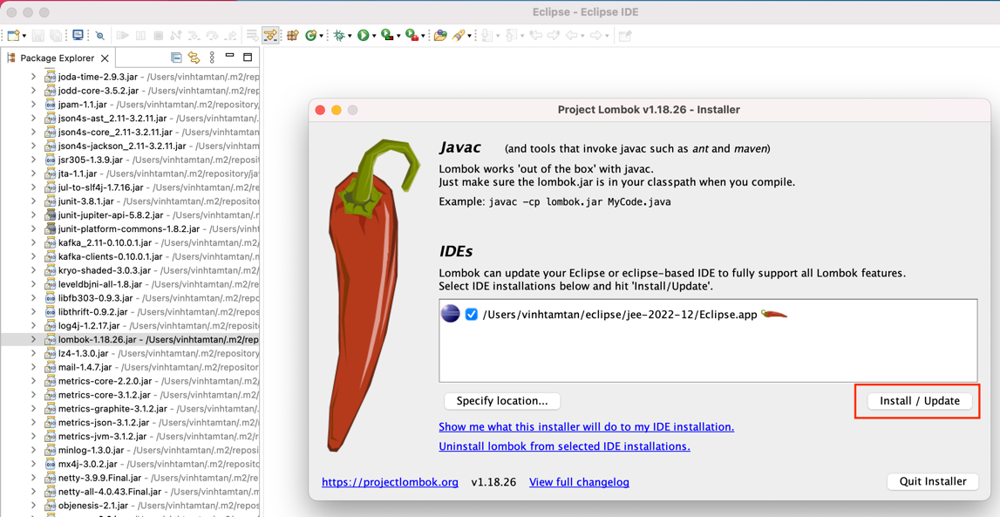 Eclipse - Eclipse IDE
Package Explorer
joda-time-2.9.3.jar - /Users/vinhtamtan/.m2/rep
jodd-core-3.5.2.jar - /Users/vinhtamtan/.m2/rep
jpam-1.1.jar - /Users/vinhtamtan/.m2/repository/
json4s-ast_2.11-3.2.11.jar - /Users/vinhtamtan/.
json4s-core_2.11-3.2.11.jar - /Users/vinhtamtan/
json4s-jackson_2.11-3.2.11.jar - /Users/vinhtamtan/
jsr305-1.3.9.jar - /Users/vinhtamtan/.m2/reposi
jta-1.1.jar - /Users/vinhtamtan/.m2/repository/ja
jul-to-slf4j-1.7.16.jar - /Users/vinhtamtan/.m2/re
junit-3.8.1.jar - /Users/vinhtamtan/.m2/reposito
junit-jupiter-api-5.8.2.jar - /Users/vinhtamtan/.
junit-platform-commons-1.8.2.jar - /Users/vinht
kafka_2.11-0.10.0.1.jar - /Users/vinhtamtan/.m2/
kafka-clients-0.10.0.1.jar - /Users/vinhtamtan/.
kryo-shaded-3.0.3.jar - /Users/vinhtamtan/.m2/
leveldbjni-all-1.8.jar - /Users/vinhtamtan/.m2/re
libfb303-0.9.3.jar - /Users/vinhtamtan/.m2/repo
libthrift-0.9.2.jar - /Users/vinhtamtan/.m2/repo
log4j-1.2.17.jar - /Users/vinhtamtan/.m2/reposi
lombok-1.18.26.jar - /Users/vinhtamtan/.m2/rep
lz4-1.3.0.jar - /Users/vinhtamtan/.m2/repository
mail-1.4.7.jar - /Users/vinhtamtan/.m2/repositor
metrics-core-2.2.0.jar - /Users/vinhtamtan/.m2/
metrics-core-3.1.2.jar - /Users/vinhtamtan/.m2/
metrics-graphite-3.1.2.jar - /Users/vinhtamtan/.
metrics-json-3.1.2.jar - /Users/vinhtamtan/.m2/
metrics-jvm-3.1.2.jar - /Users/vinhtamtan/.m2/
minlog-1.3.0.jar - /Users/vinhtamtan/.m2/reposi
mx4j-3.0.2.jar - /Users/vinhtamtan/.m2/reposito
netty-3.9.9.Final.jar - /Users/vinhtamtan/.m2/re
netty-all-4.0.43.Final.jar - /Users/vinhtamtan/.
objenesis-2.1.jar - /Users/vinhtamtan/.m2/repos
Project Lombok v1.18.26 - Installer
Javac (and tools that invoke javac such as ant and maven)
Lombok works 'out of the box' with javac.
Just make sure the lombok.jar is in your classpath when you compile.
Example: javac -cp lombok.jar MyCode.java
IDEs
Lombok can update your Eclipse or eclipse-based IDE to fully support all Lombok features.
Select IDE installations below and hit 'Install/Update'.
/Users/vinhtamtan/eclipse/jee-2022-12/Eclipse.app
Specify location... Install / Update
Show me what this installer will do to my IDE installation.
Uninstall lombok from selected IDE installations.
https://projectlombok.org v1.18.26 View full changelog Quit Installer